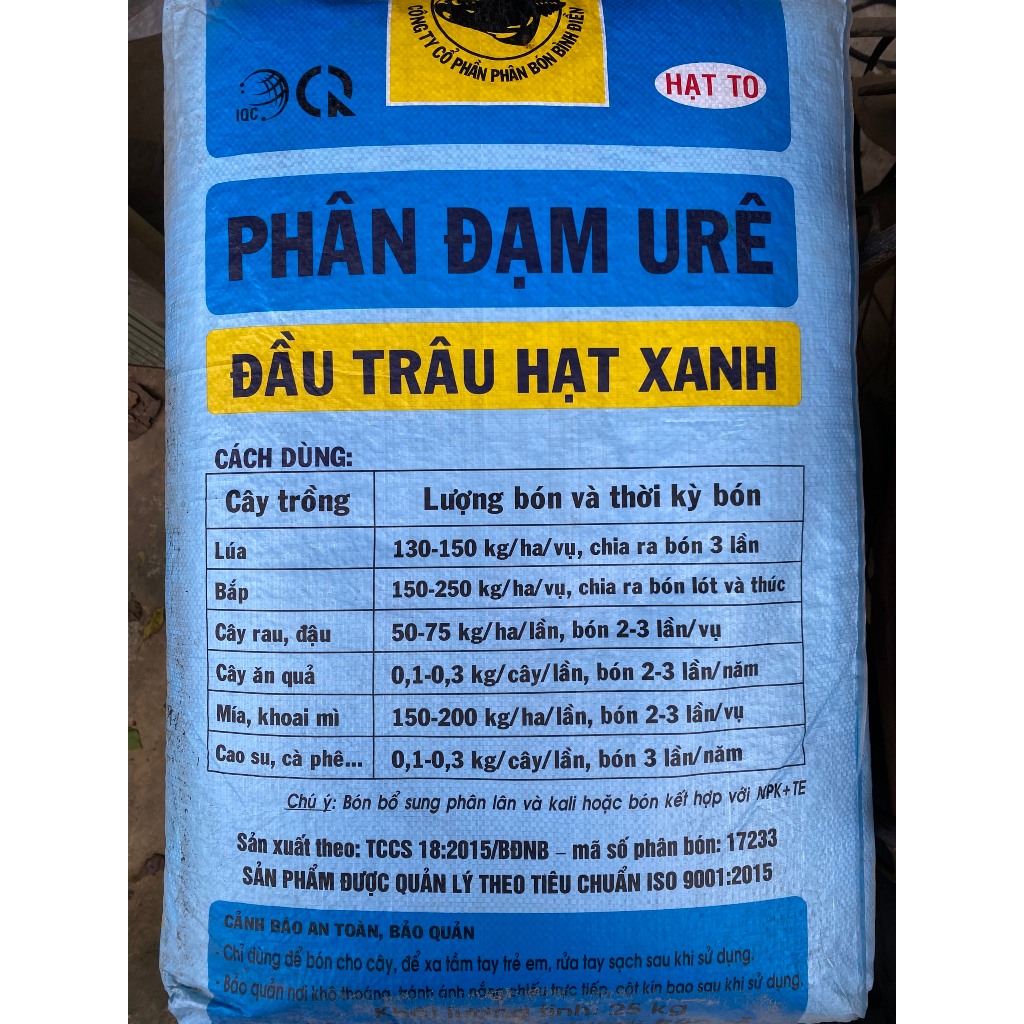 CÔNG TY CỔ PHẦN PHÂN BÓN BÌNH ĐIỀN
IQC
CR
HẠT TO
PHÂN ĐẠM URÊ
ĐẦU TRÂU HẠT XANH
CÁCH DÙNG:
Cây trồng Lượng bón và thời kỳ bón
Lúa 130-150 kg/ha/vụ, chia ra bón 3 lần
Bắp 150-250 kg/ha/vụ, chia ra bón lót và thúc
Cây rau, đậu 50-75 kg/ha/lần, bón 2-3 lần/vụ
Cây ăn quả 0,1-0,3 kg/cây/lần, bón 2-3 lần/năm
Mía, khoai mì 150-200 kg/ha/lần, bón 2-3 lần/vụ
Cao su, cà phê... 0,1-0,3 kg/cây/lần, bón 3 lần/năm
Chú ý: Bón bổ sung phân lân và kali hoặc bón kết hợp với NPK+TE
Sản xuất theo: TCCS 18:2015/BĐNB – mã số phân bón: 17233
SẢN PHẨM ĐƯỢC QUẢN LÝ THEO TIÊU CHUẨN ISO 9001:2015
CẢNH BÁO AN TOÀN, BẢO QUẢN
- Chỉ dùng để bón cho cây, để xa tầm tay trẻ em, rửa tay sạch sau khi sử dụng.
- Bảo quản nơi khô thoáng, tránh ánh nắng chiếu trực tiếp, cột kín bao sau khi sử dụng.
Khối lượng tịnh: 25 kg